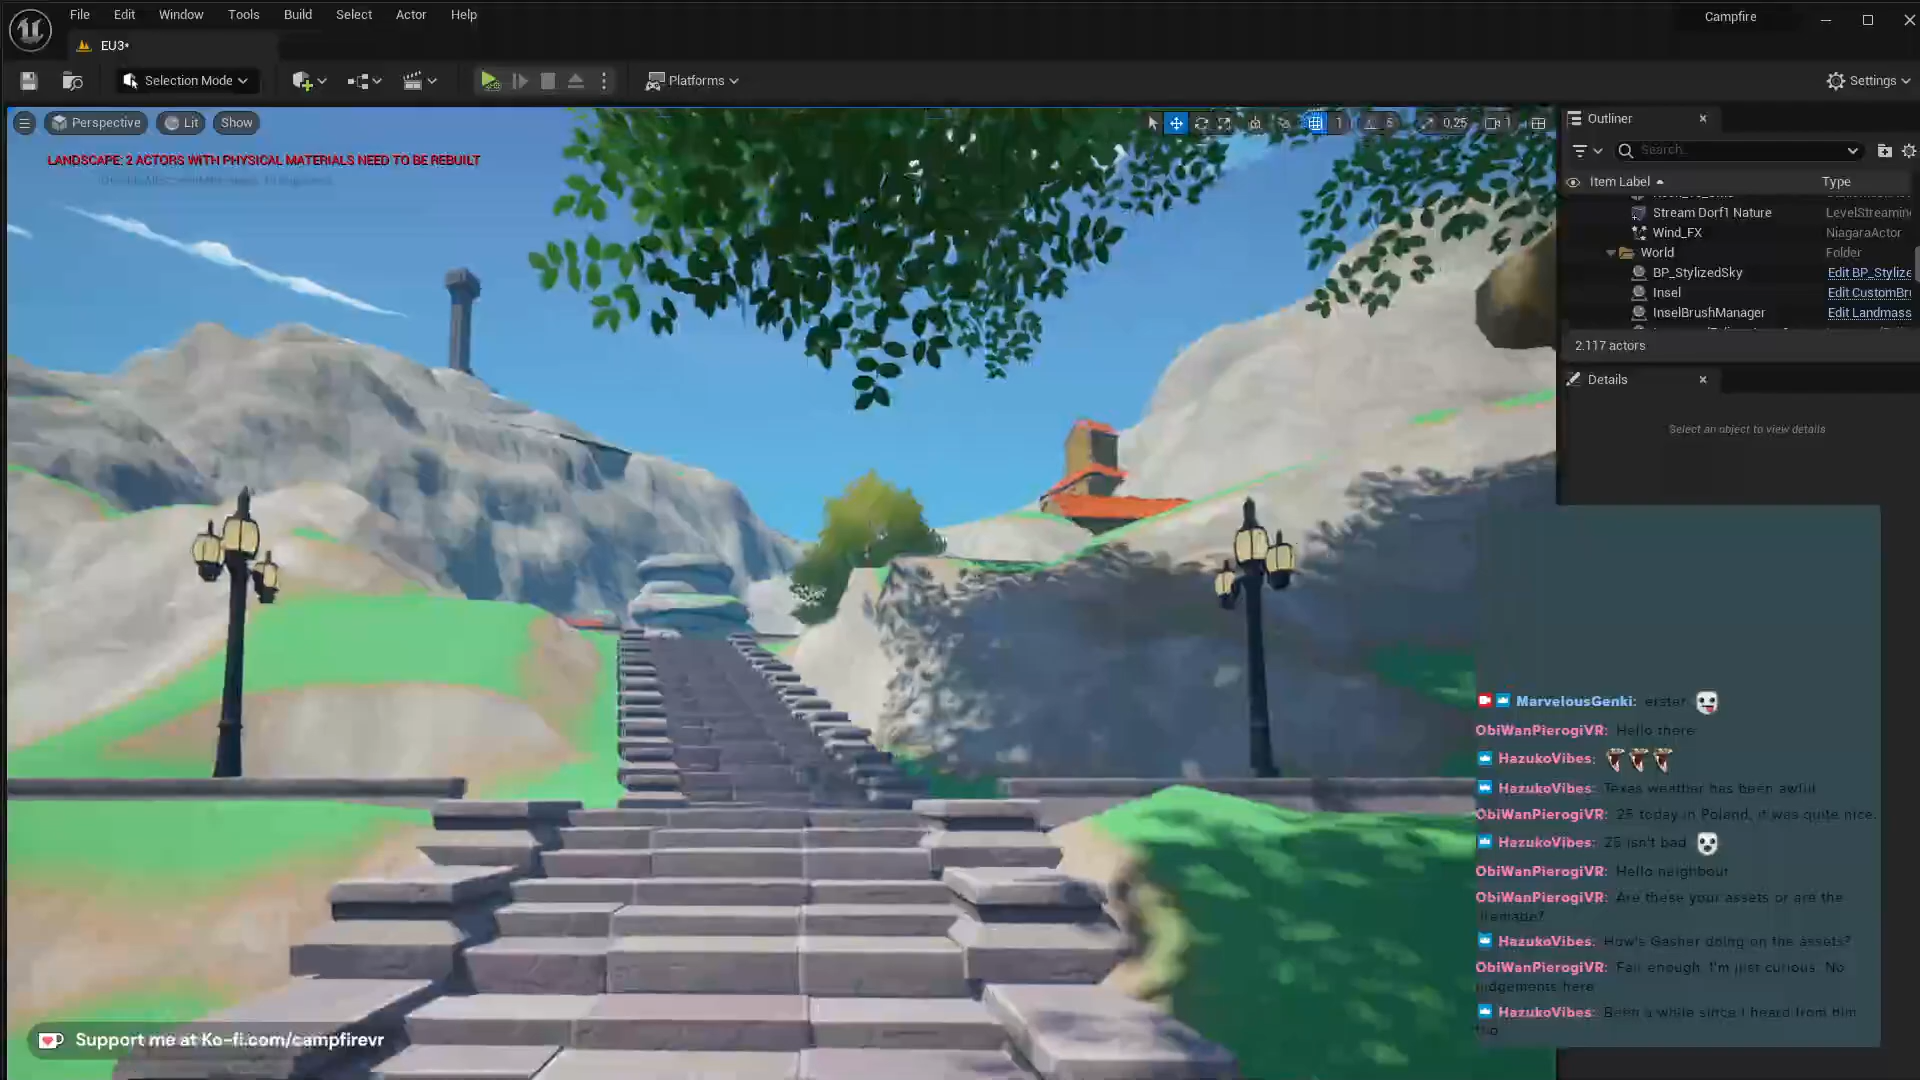 File Edit Window Tools Build Select Actor Help
Campfire
EU3•
Selection Mode
Platforms
Settings
Perspective Lit Show
1 5 0,25 1
LANDSCAPE: 2 ACTORS WITH PHYSICAL MATERIALS NEED TO BE REBUILT
Outliner
Search...
Item Label Type
Stream Dorf1 Nature LevelStreamin
Wind_FX NiagaraActor
World Folder
BP_StylizedSky Edit BP_Stylize
Insel Edit CustomBr
InselBrushManager Edit Landmass
2.117 actors
Details
Select an object to view details
MarvelousGenki: erster
ObiWanPierogiVR: Hello there
HazukoVibes:
HazukoVibes: Texas weather has been awful
ObiWanPierogiVR: 25 today in Poland, it was quite nice.
HazukoVibes: 25 isn't bad
ObiWanPierogiVR: Hello neighbour
ObiWanPierogiVR: Are these your assets or are the
HazukoVibes: How's Gasher doing on the assets?
ObiWanPierogiVR: Fair enough. I'm just curious. No
judgements here
HazukoVibes: Been a while since I heard from him
tho
Support me at Ko-fi.com/campfirevr